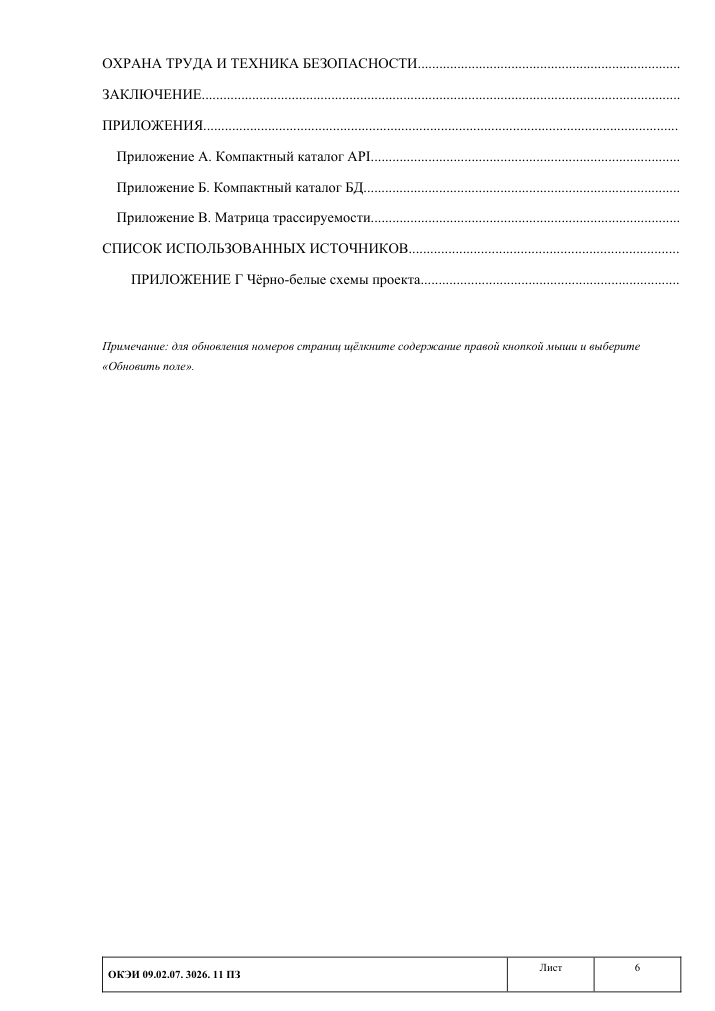 ОХРАНА ТРУДА И ТЕХНИКА БЕЗОПАСНОСТИ........................................................................
ЗАКЛЮЧЕНИЕ....................................................................................................................................
ПРИЛОЖЕНИЯ...................................................................................................................................
Приложение А. Компактный каталог API.....................................................................................
Приложение Б. Компактный каталог БД.......................................................................................
Приложение В. Матрица трассируемости.....................................................................................
СПИСОК ИСПОЛЬЗОВАННЫХ ИСТОЧНИКОВ...........................................................................
ПРИЛОЖЕНИЕ Г Чёрно-белые схемы проекта.......................................................................
Примечание: для обновления номеров страниц щёлкните содержание правой кнопкой мыши и выберите
«Обновить поле».
ОКЭИ 09.02.07. 3026. 11 ПЗ
Лист
6